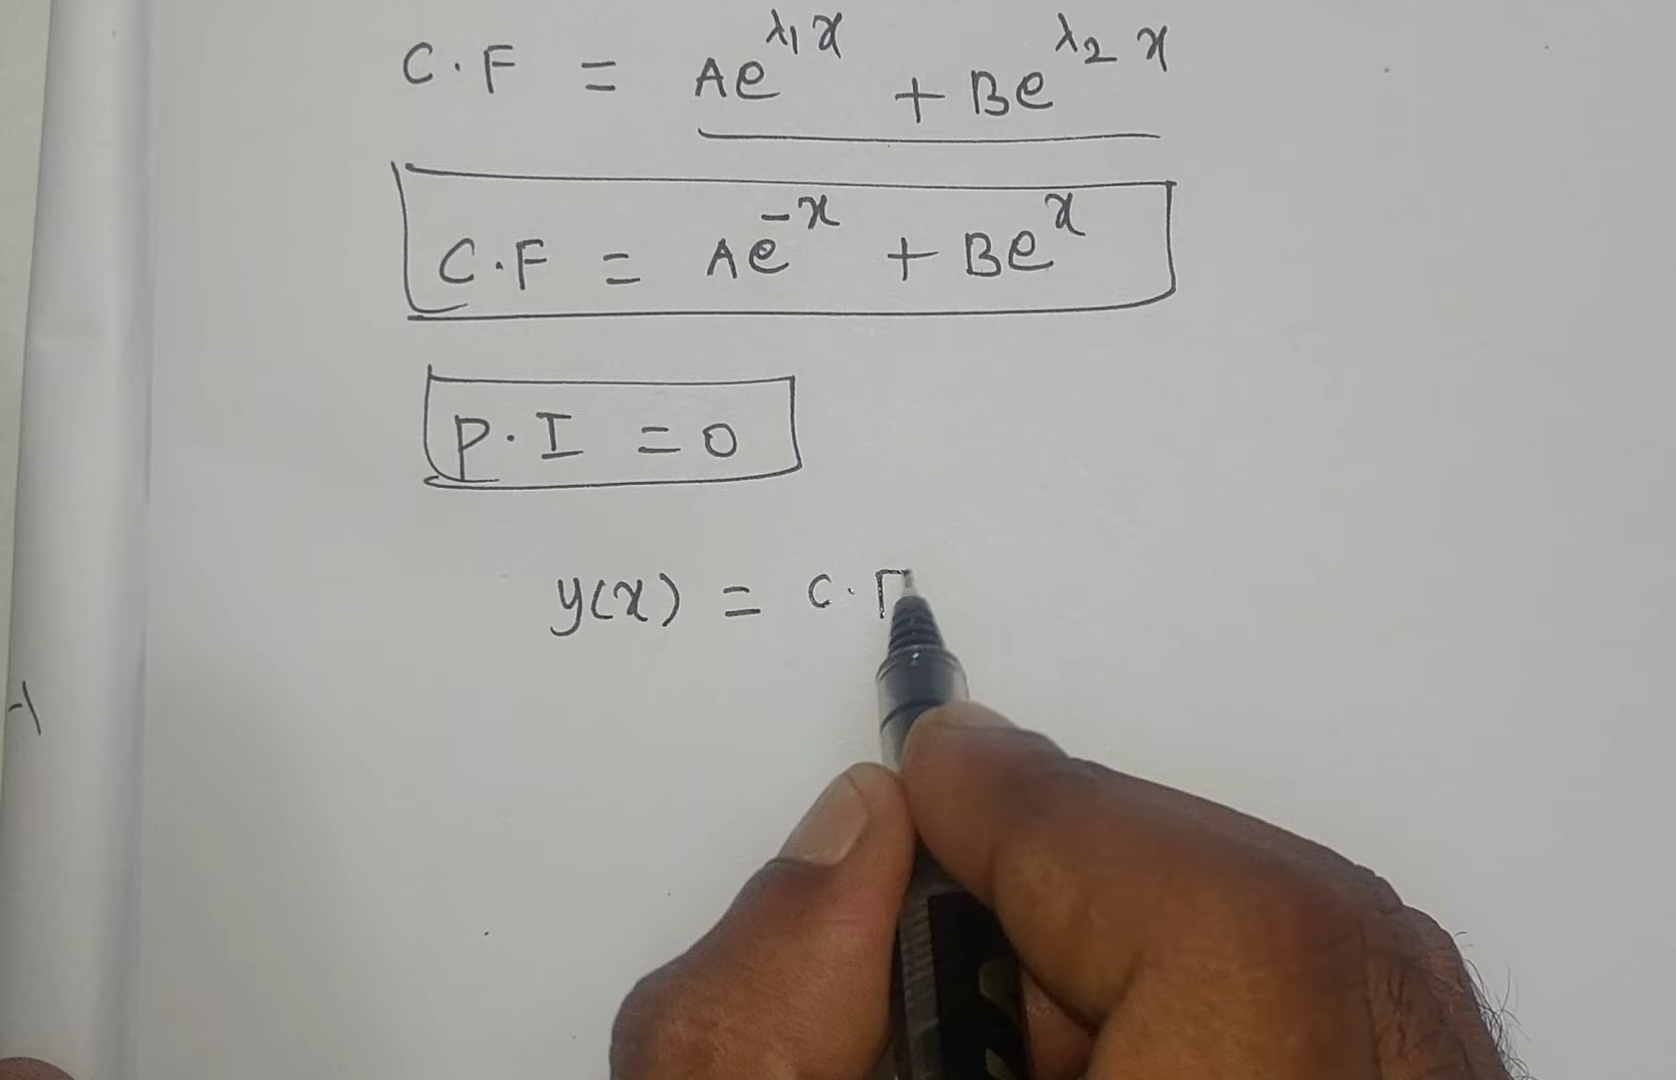 C.F = Ae^λ₁x + Be^λ₂x
C.F = Ae^-x + Be^x
P.I = 0
y(x) = C.